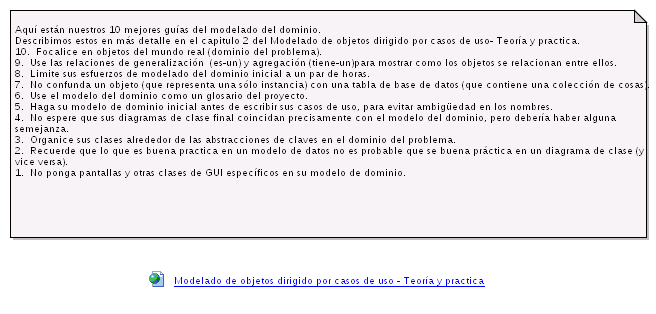 Aquí están nuestros 10 mejores guías del modelado del dominio.
Describimos estos en más detalle en el capitulo 2 del Modelado de objetos dirigido por casos de uso- Teoría y practica.
10.  Focalice en objetos del mundo real (dominio del problema).
9.  Use las relaciones de generalización  (es-un) y agregación (tiene-un)para mostrar como los objetos se relacionan entre ellos.
8.  Limite sus esfuerzos de modelado del dominio inicial a un par de horas.
7.  No confunda un objeto (que representa una sólo instancia) con una tabla de base de datos (que contiene una colección de cosas).
6.  Use el modelo del dominio como un glosario del proyecto.
5.  Haga su modelo de dominio inicial antes de escribir sus casos de uso, para evitar ambigüedad en los nombres.
4.  No espere que sus diagramas de clase final coincidan precisamente con el modelo del dominio, pero debería haber alguna
semejanza.
3.  Organice sus clases alrededor de las abstracciones de claves en el dominio del problema.
2.  Recuerde que lo que es buena practica en un modelo de datos no es probable que se buena práctica en un diagrama de clase (y
vice versa).
1.  No ponga pantallas y otras clases de GUI específicos en su modelo de dominio.
Modelado de objetos dirigido por casos de uso - Teoría y practica